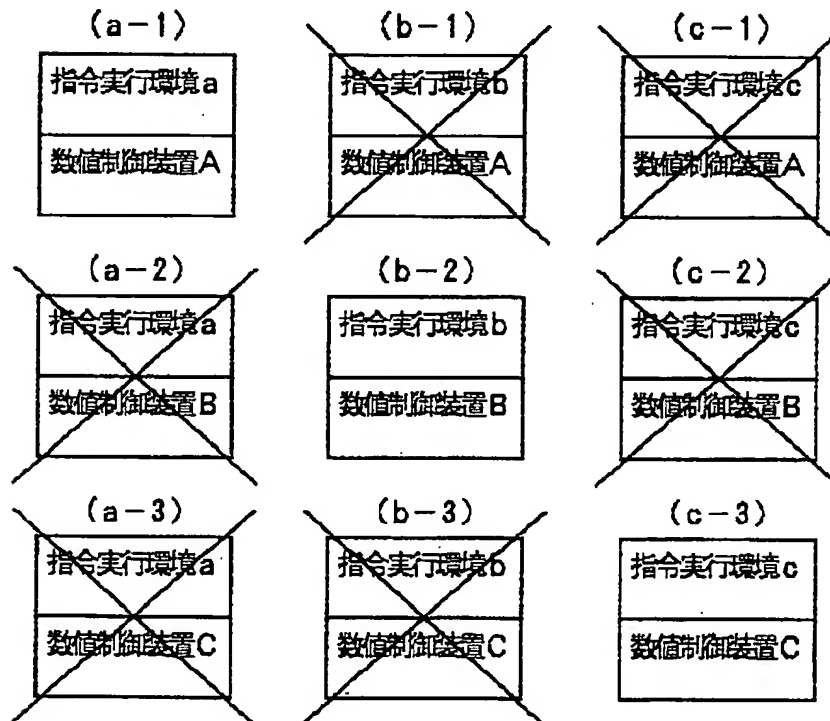 (a-1)
(b-1)
(c-1)
指令実行環境a
指令実行環境b
指令実行環境c
数値制御装置A
数値制御装置A
数値制御装置A
(a-2)
(b-2)
(c-2)
指令実行環境a
指令実行環境b
指令実行環境c
数値制御装置B
数値制御装置B
数値制御装置B
(a-3)
(b-3)
(c-3)
指令実行環境a
指令実行環境b
指令実行環境c
数値制御装置C
数値制御装置C
数値制御装置C